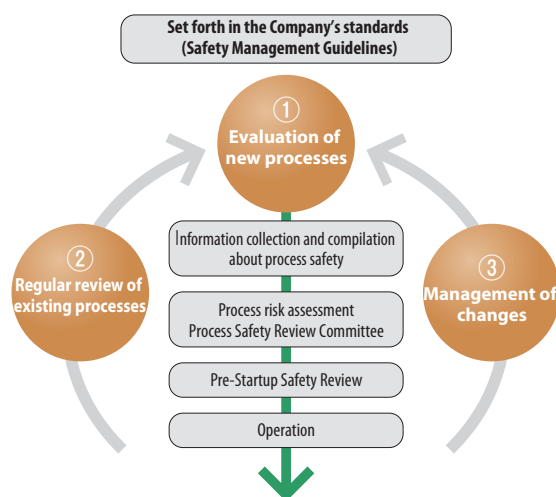 Set forth in the Company’s standards
(Safety Management Guidelines)
①
Evaluation of
new processes
Information collection and compilation
about process safety
②
Regular review of
existing processes
③
Management of
changes
Process risk assessment
Process Safety Review Committee
Pre-Startup Safety Review
Operation